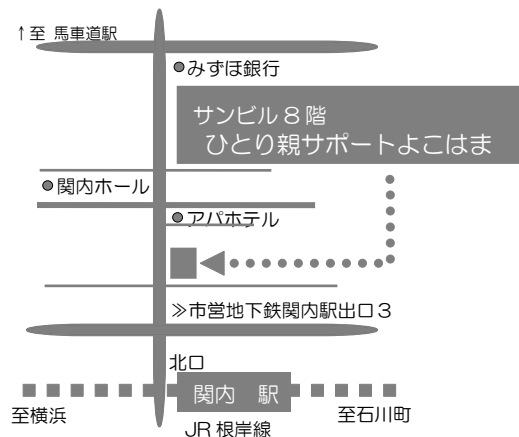 ↑至 馬車道駅
●みずほ銀行
サンビル8階
ひとり親サポートよこはま
●関内ホール
●アパホテル
≫市営地下鉄関内駅出口3
北口
関内 駅
至横浜
至石川町
JR根岸線